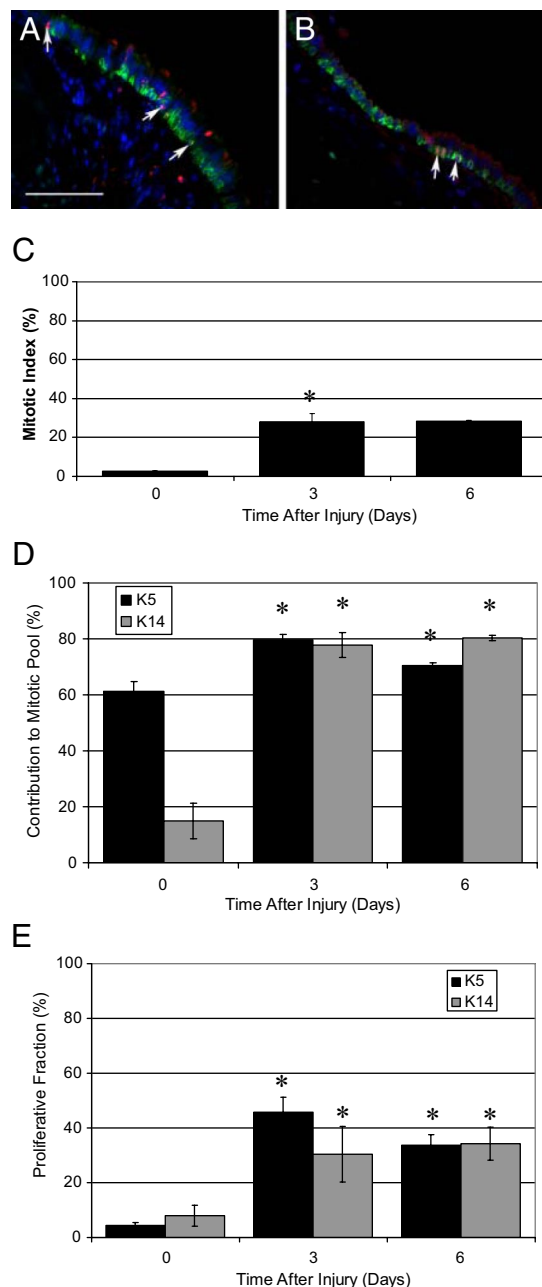 A
B
C
Mitotic Index (%)
100
80
60
40
20
0
*
0 3 6
Time After Injury (Days)
D
Contribution to Mitotic Pool (%)
100
80
60
40
20
0
K5
K14
* * * *
0 3 6
Time After Injury (Days)
E
Proliferative Fraction (%)
100
80
60
40
20
0
K5
K14
* * * *
0 3 6
Time After Injury (Days)